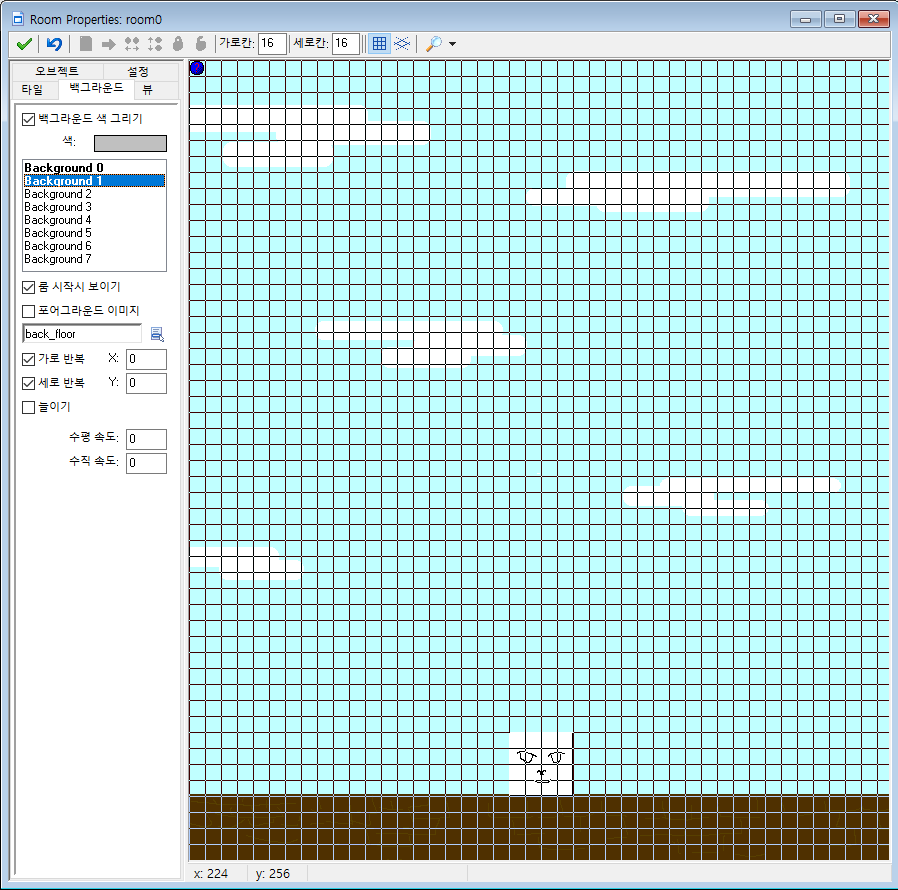 Room Properties: room0
가로칸: 16 세로칸: 16
오브젝트 설정
타일 백그라운드 뷰
백그라운드 색 그리기
색:
Background 0
Background 1
Background 2
Background 3
Background 4
Background 5
Background 6
Background 7
룸 시작시 보이기
포어그라운드 이미지
back_floor
가로 반복 X: 0
세로 반복 Y: 0
늘이기
수평 속도: 0
수직 속도: 0
x: 224 y: 256